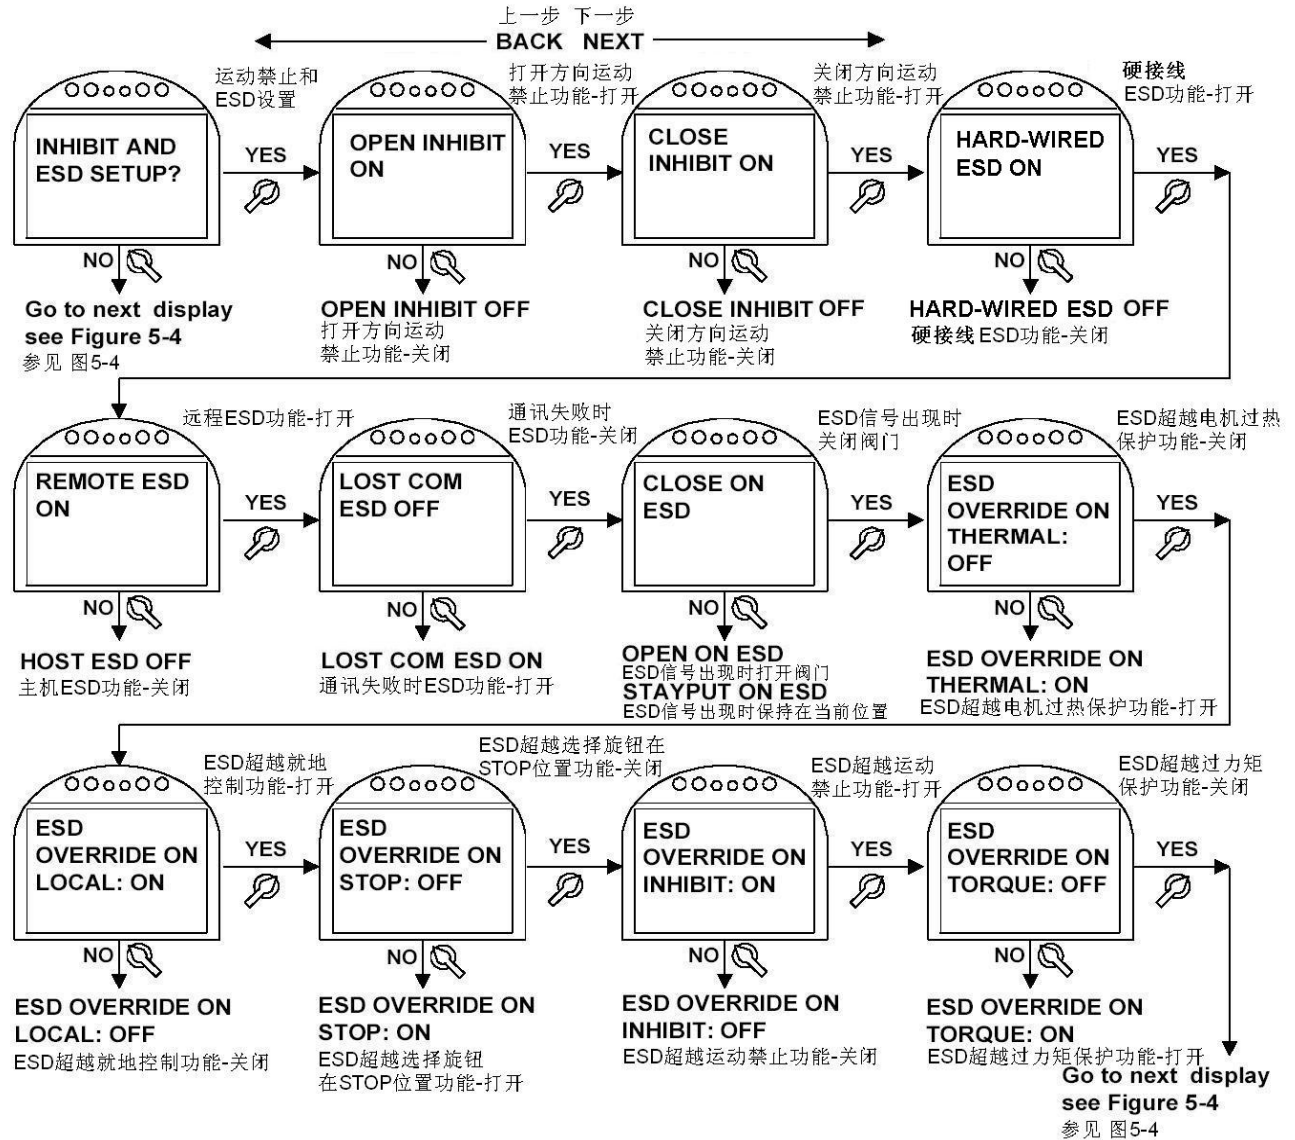 上一步 下一步
BACK NEXT
运动禁止和
ESD设置
打开方向运动
禁止功能-打开
关闭方向运动
禁止功能-打开
硬接线
ESD功能-打开
INHIBIT AND
ESD SETUP?
YES
OPEN INHIBIT
ON
YES
CLOSE
INHIBIT ON
YES
HARD-WIRED
ESD ON
YES
NO
NO
NO
NO
Go to next display
see Figure 5-4
参见 图5-4
OPEN INHIBIT OFF
打开方向运动
禁止功能-关闭
CLOSE INHIBIT OFF
关闭方向运动
禁止功能-关闭
HARD-WIRED ESD OFF
硬接线 ESD功能-关闭
远程ESD功能-打开
通讯失败时
ESD功能-关闭
ESD信号出现时
关闭阀门
ESD超越电机过热
保护功能-关闭
REMOTE ESD
ON
YES
LOST COM
ESD OFF
YES
CLOSE ON
ESD
YES
ESD
OVERRIDE ON
THERMAL:
OFF
YES
NO
NO
NO
NO
HOST ESD OFF
主机ESD功能-关闭
LOST COM ESD ON
通讯失败时ESD功能-打开
OPEN ON ESD
ESD信号出现时打开阀门
STAYPUT ON ESD
ESD信号出现时保持在当前位置
ESD OVERRIDE ON
THERMAL: ON
ESD超越电机过热保护功能-打开
ESD超越就地
控制功能-打开
ESD超越选择旋钮在
STOP位置功能-关闭
ESD超越运动
禁止功能-打开
ESD超越过力矩
保护功能-关闭
ESD
OVERRIDE ON
LOCAL: ON
YES
ESD
OVERRIDE ON
STOP: OFF
YES
ESD
OVERRIDE ON
INHIBIT: ON
YES
ESD
OVERRIDE ON
TORQUE: OFF
YES
NO
NO
NO
NO
ESD OVERRIDE ON
LOCAL: OFF
ESD超越就地控制功能-关闭
ESD OVERRIDE ON
STOP: ON
ESD超越选择旋钮
在STOP位置功能-打开
ESD OVERRIDE ON
INHIBIT: OFF
ESD超越运动禁止功能-关闭
ESD OVERRIDE ON
TORQUE: ON
ESD超越过力矩保护功能-打开
Go to next display
see Figure 5-4
参见 图5-4